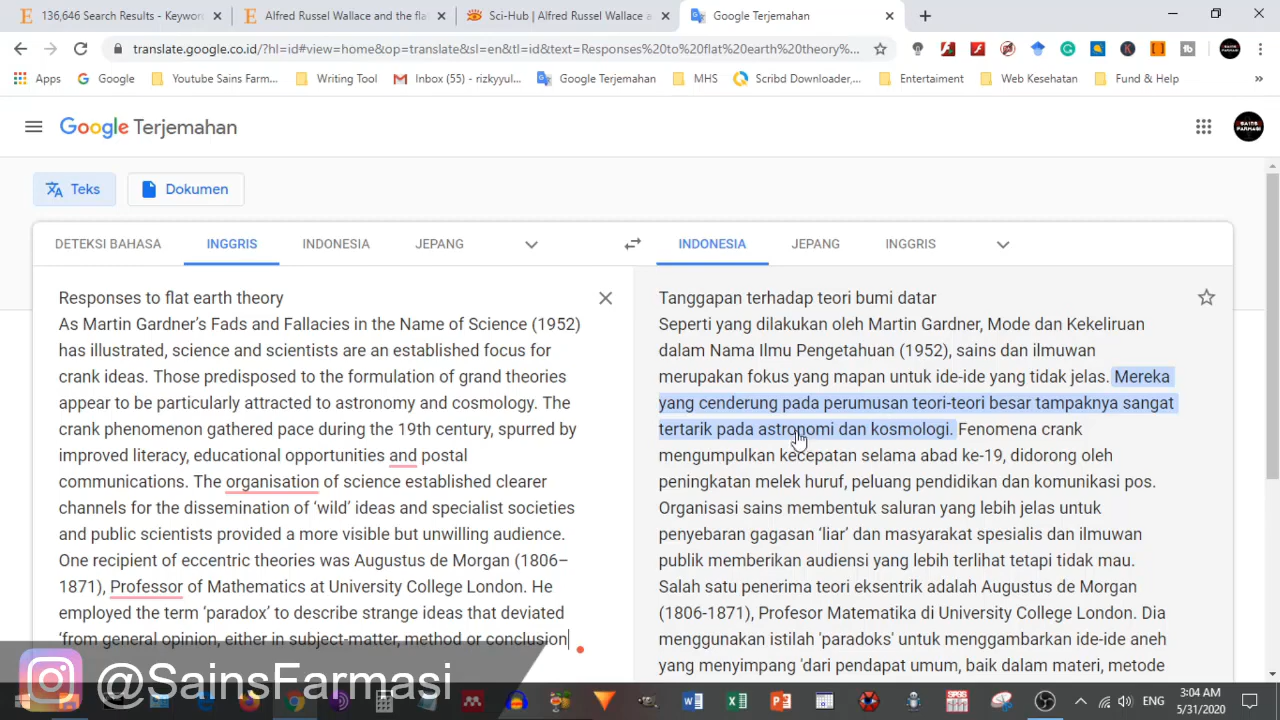 136,646 Search Results - Keywor
Alfred Russel Wallace and the fla
Sci-Hub | Alfred Russel Wallace a
Google Terjemahan
translate.google.co.id/?hl=id#view=home&op=translate&sl=en&tl=id&text=Responses%20to%20flat%20earth%20theory%...
Apps
Google
Youtube Sains Farm...
Writing Tool
Inbox (55) - rizkyyul...
Google Terjemahan
MHS
Scribd Downloader,...
Entertaiment
Web Kesehatan
Fund & Help
»
Google Terjemahan
Teks
Dokumen
DETEKSI BAHASA
INGGRIS
INDONESIA
JEPANG
INDONESIA
JEPANG
INGGRIS
Responses to flat earth theory
As Martin Gardner’s Fads and Fallacies in the Name of Science (1952)
has illustrated, science and scientists are an established focus for
crank ideas. Those predisposed to the formulation of grand theories
appear to be particularly attracted to astronomy and cosmology. The
crank phenomenon gathered pace during the 19th century, spurred by
improved literacy, educational opportunities and postal
communications. The organisation of science established clearer
channels for the dissemination of ‘wild’ ideas and specialist societies
and public scientists provided a more visible but unwilling audience.
One recipient of eccentric theories was Augustus de Morgan (1806–
1871), Professor of Mathematics at University College London. He
employed the term ‘paradox’ to describe strange ideas that deviated
‘from general opinion, either in subject-matter, method or conclusion
Tanggapan terhadap teori bumi datar
Seperti yang dilakukan oleh Martin Gardner, Mode dan Kekeliruan
dalam Nama Ilmu Pengetahuan (1952), sains dan ilmuwan
merupakan fokus yang mapan untuk ide-ide yang tidak jelas. Mereka
yang cenderung pada perumusan teori-teori besar tampaknya sangat
tertarik pada astronomi dan kosmologi. Fenomena crank
mengumpulkan kecepatan selama abad ke-19, didorong oleh
peningkatan melek huruf, peluang pendidikan dan komunikasi pos.
Organisasi sains membentuk saluran yang lebih jelas untuk
penyebaran gagasan ‘liar’ dan masyarakat spesialis dan ilmuwan
publik memberikan audiensi yang lebih terlihat tetapi tidak mau.
Salah satu penerima teori eksentrik adalah Augustus de Morgan
(1806-1871), Profesor Matematika di University College London. Dia
menggunakan istilah 'paradoks' untuk menggambarkan ide-ide aneh
yang menyimpang 'dari pendapat umum, baik dalam materi, metode
@SainsFarmasi
ENG
3:04 AM
5/31/2020